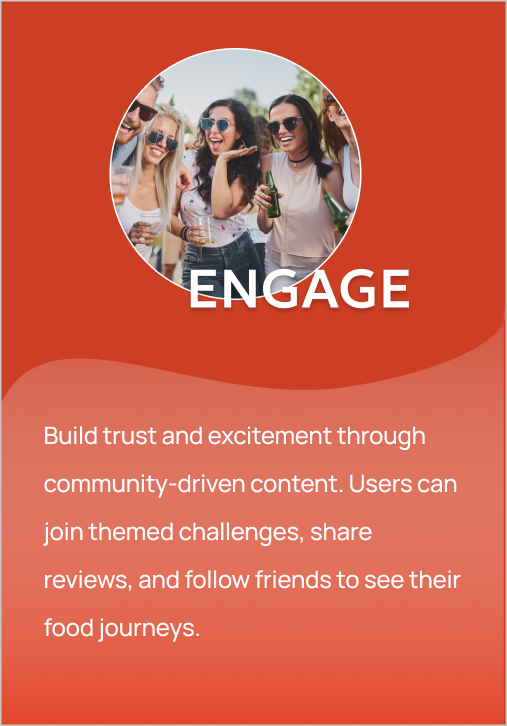 ENGAGE
Build trust and excitement through
community-driven content. Users can
join themed challenges, share
reviews, and follow friends to see their
food journeys.